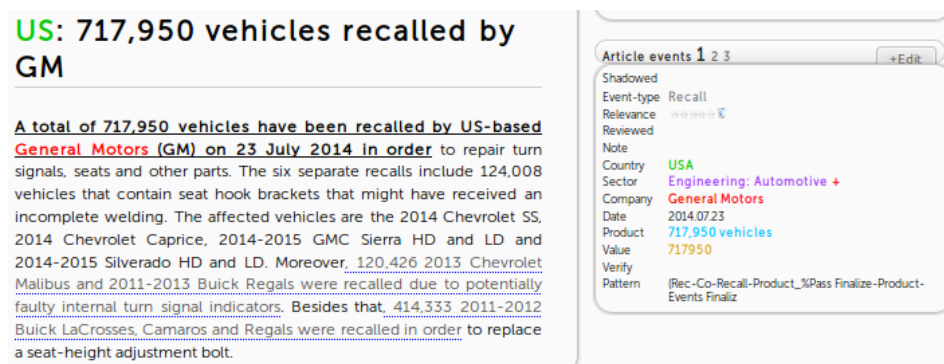 US: 717,950 vehicles recalled by
GM
A total of 717,950 vehicles have been recalled by US-based
General Motors (GM) on 23 July 2014 in order to repair turn
signals, seats and other parts. The six separate recalls include 124,008
vehicles that contain seat hook brackets that might have received an
incomplete welding. The affected vehicles are the 2014 Chevrolet SS,
2014 Chevrolet Caprice, 2014-2015 GMC Sierra HD and LD and
2014-2015 Silverado HD and LD. Moreover, 120,426 2013 Chevrolet
Malibus and 2011-2013 Buick Regals were recalled due to potentially
faulty internal turn signal indicators. Besides that, 414,333 2011-2012
Buick LaCrosses, Camaros and Regals were recalled in order to replace
a seat-height adjustment bolt.
Article events 1 2 3 +Edit
Shadowed
Event-type Recall
Relevance
Reviewed
Note
Country USA
Sector Engineering: Automotive +
Company General Motors
Date 2014.07.23
Product 717,950 vehicles
Value 717950
Verify
Pattern (Rec-Co-Recall-Product_%Pass Finalize-Product-
Events Finaliz